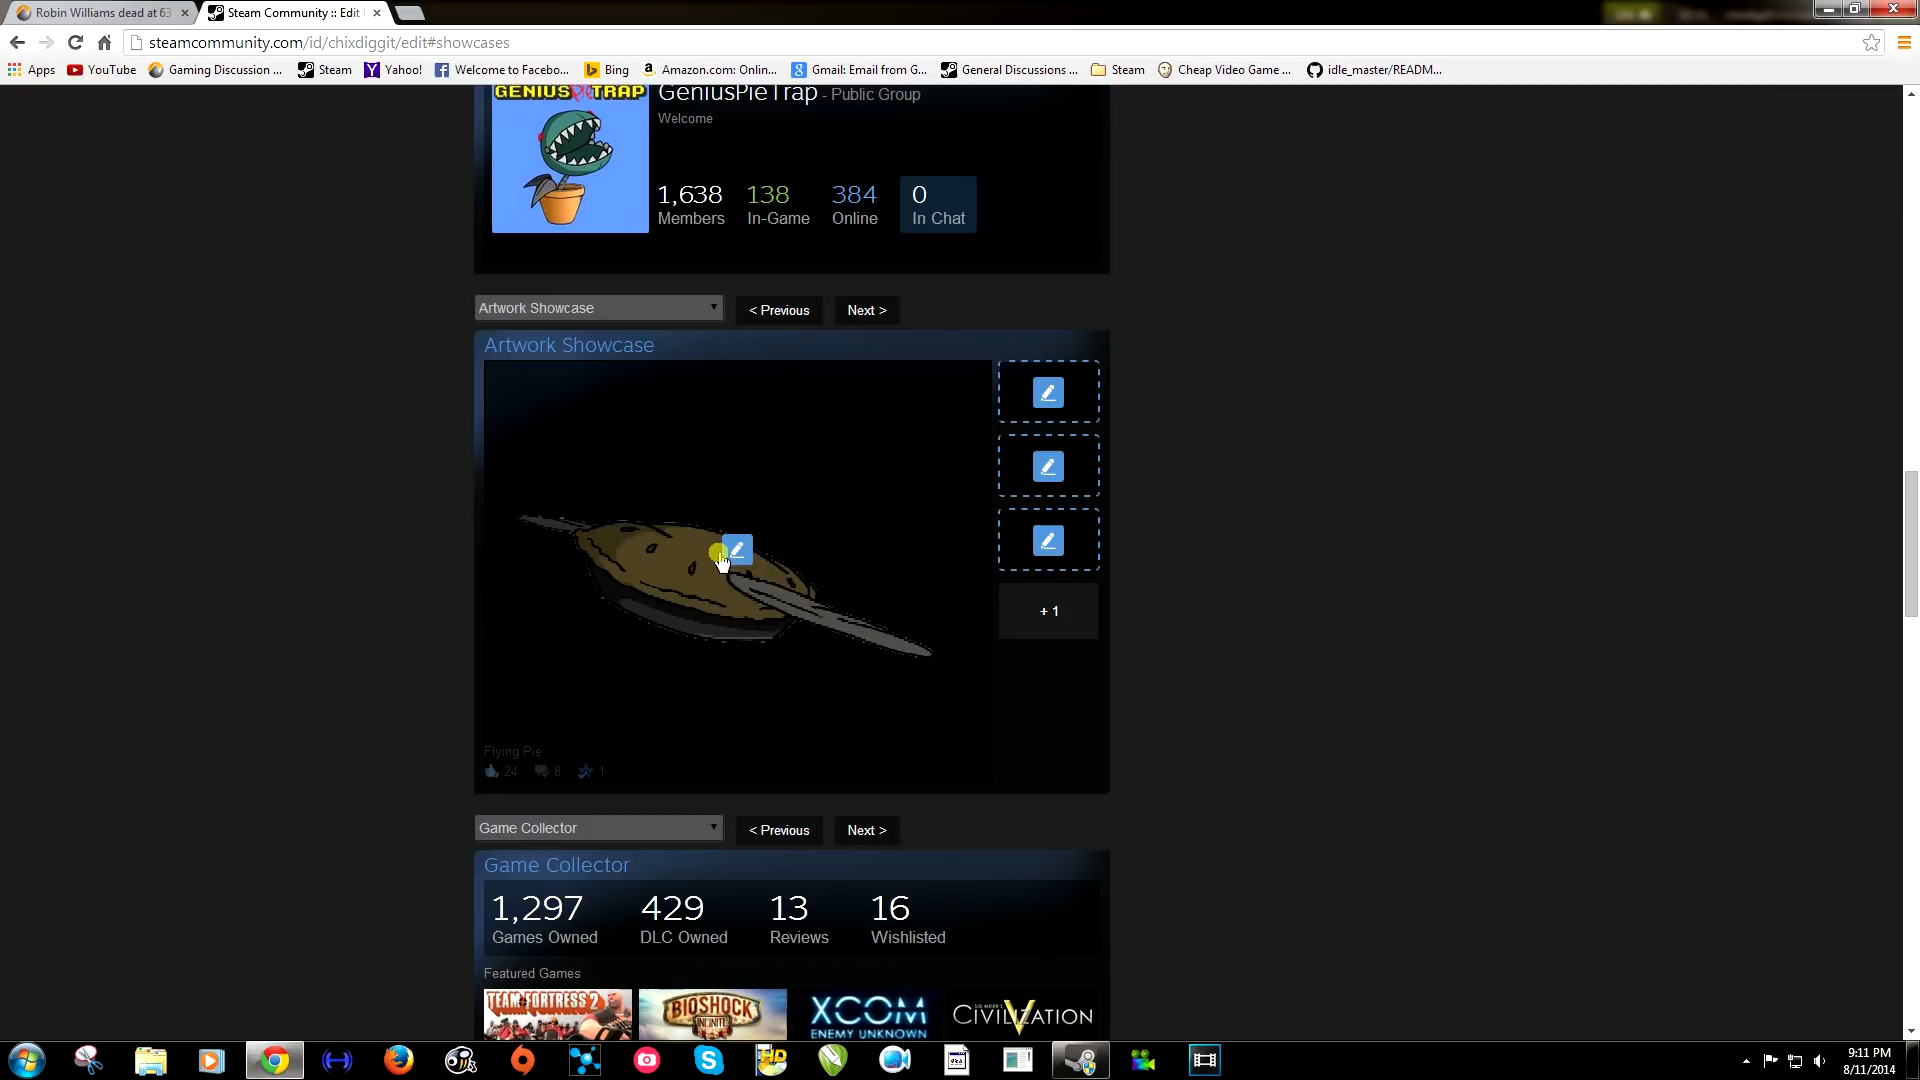 Robin Williams dead at 63
Steam Community :: Edit
steamcommunity.com/id/chixdiggit/edit#showcases
Apps
YouTube
Gaming Discussion ...
Steam
Yahoo!
Welcome to Facebo...
Bing
Amazon.com: Onlin...
Gmail: Email from G...
General Discussions ...
Steam
Cheap Video Game ...
idle_master/READM...
GENIUS PIE TRAP
GeniusPieTrap - Public Group
Welcome
1,638 138 384 0
Members In-Game Online In Chat
Artwork Showcase < Previous Next >
Artwork Showcase
+ 1
Flying Pie
24 8 1
Game Collector < Previous Next >
Game Collector
1,297 429 13 16
Games Owned DLC Owned Reviews Wishlisted
Featured Games
TEAM FORTRESS 2
BIOSHOCK
INFINITE
XCOM
ENEMY UNKNOWN
SID MEIER'S
CIVILIZATION V
9:11 PM
8/11/2014